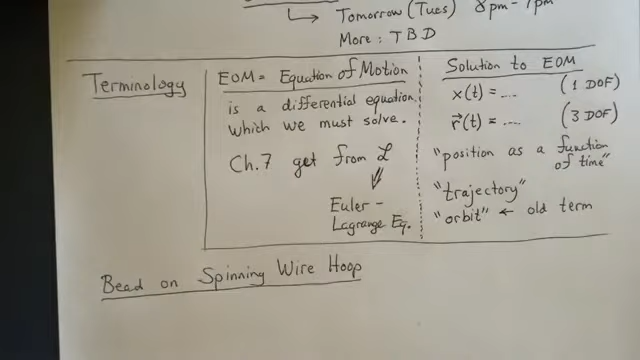 Tomorrow (Tues) 8pm-9pm
More: TBD
Terminology
EOM = Equation of Motion
is a differential equation,
which we must solve.
Ch. 7 get from ℒ
⇓
Euler-
Lagrange Eq.
Solution to EOM
x(t) = .... (1 DOF)
r⃗(t) = .... (3 DOF)
"position as a function
of time"
"trajectory"
"orbit" ← old term
Bead on Spinning Wire Hoop